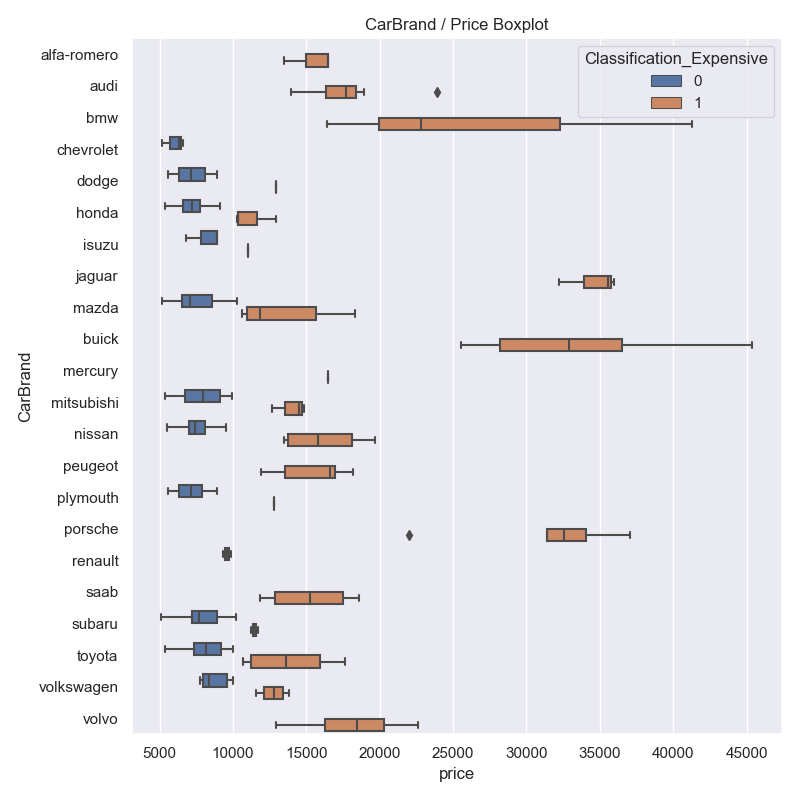 CarBrand / Price Boxplot
Classification_Expensive
0
1
alfa-romero
audi
bmw
chevrolet
dodge
honda
isuzu
jaguar
mazda
buick
mercury
mitsubishi
nissan
peugeot
plymouth
porsche
renault
saab
subaru
toyota
volkswagen
volvo
CarBrand
5000 10000 15000 20000 25000 30000 35000 40000 45000
price